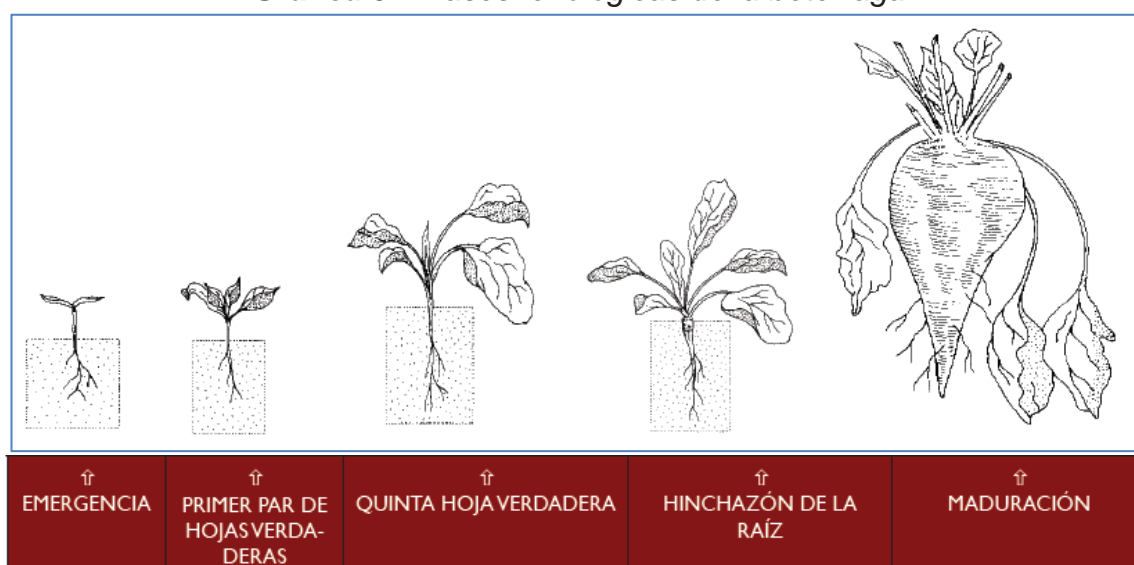 ⇧
EMERGENCIA
⇧
PRIMER PAR DE
HOJAS VERDA-
DERAS
⇧
QUINTA HOJA VERDADERA
⇧
HINCHAZÓN DE LA
RAÍZ
⇧
MADURACIÓN